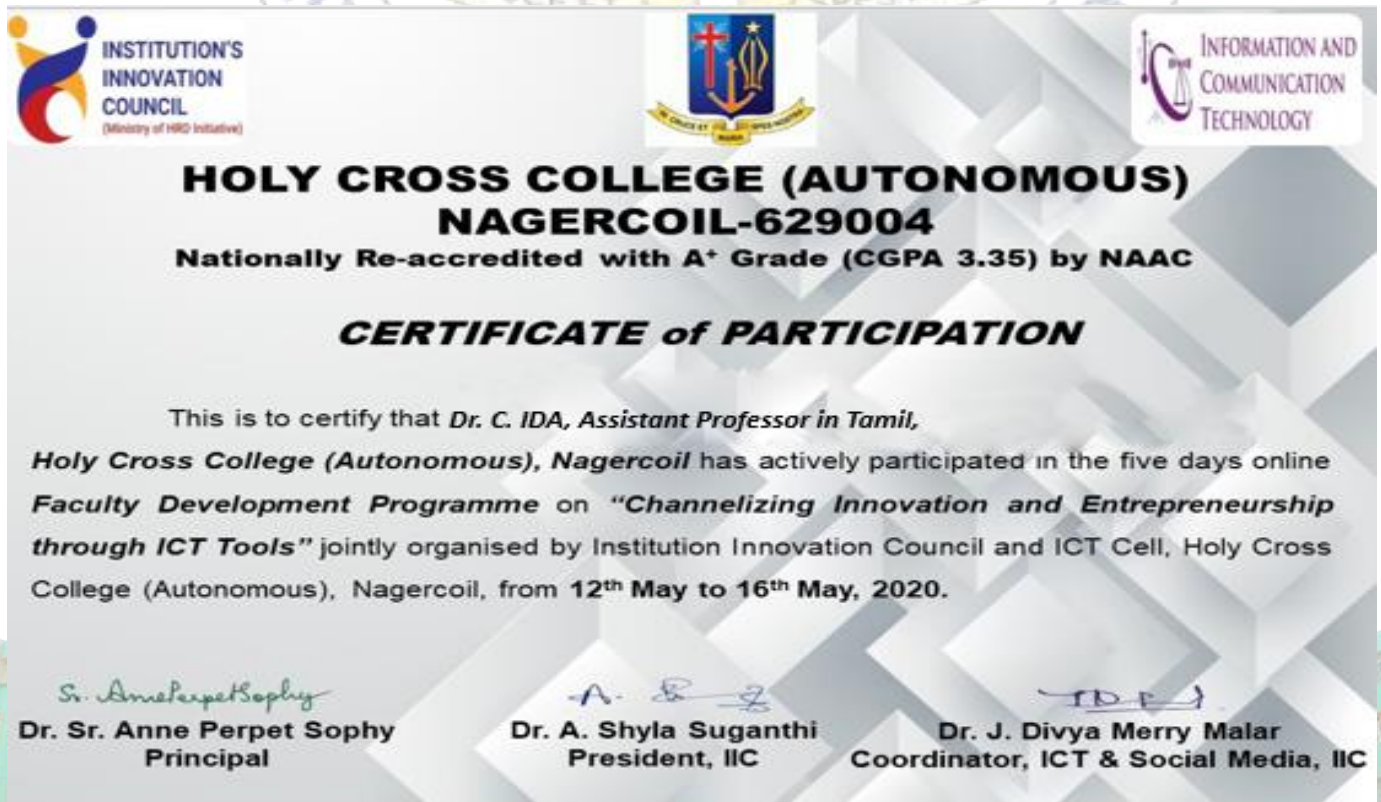 INSTITUTION'S
INNOVATION
COUNCIL
(Ministry of HRD Initiative)
INFORMATION AND
COMMUNICATION
TECHNOLOGY
HOLY CROSS COLLEGE (AUTONOMOUS)
NAGERCOIL-629004
Nationally Re-accredited with A⁺ Grade (CGPA 3.35) by NAAC
CERTIFICATE of PARTICIPATION
This is to certify that Dr. C. IDA, Assistant Professor in Tamil,
Holy Cross College (Autonomous), Nagercoil has actively participated in the five days online
Faculty Development Programme on “Channelizing Innovation and Entrepreneurship
through ICT Tools” jointly organised by Institution Innovation Council and ICT Cell, Holy Cross
College (Autonomous), Nagercoil, from 12th May to 16th May, 2020.
Sr. AnnePerpetSophy
Dr. Sr. Anne Perpet Sophy
Principal
Dr. A. Shyla Suganthi
President, IIC
Dr. J. Divya Merry Malar
Coordinator, ICT & Social Media, IIC